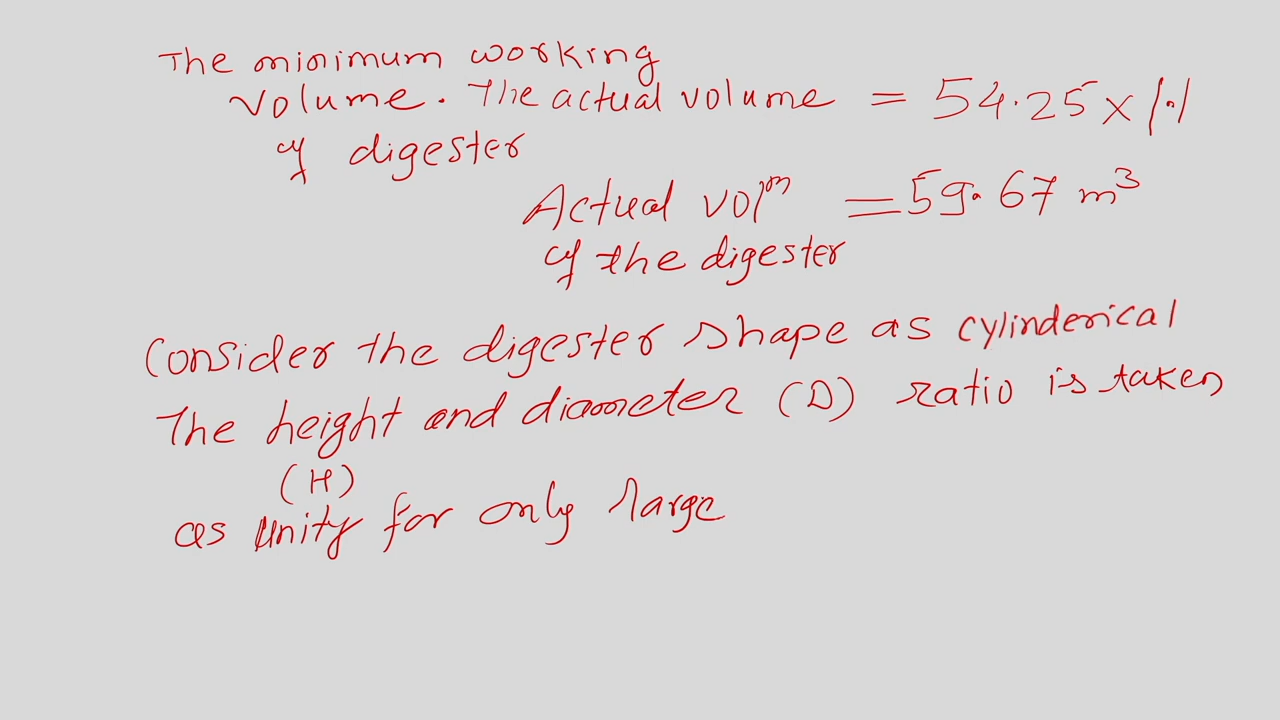 The minimum working
volume. The actual volume = 54.25 x 1.1
of digester
Actual volm = 59.67 m³
of the digester
Consider the digester shape as cylinderical
The height and diameter (D) ratio is taken
(H)
as unity for only large